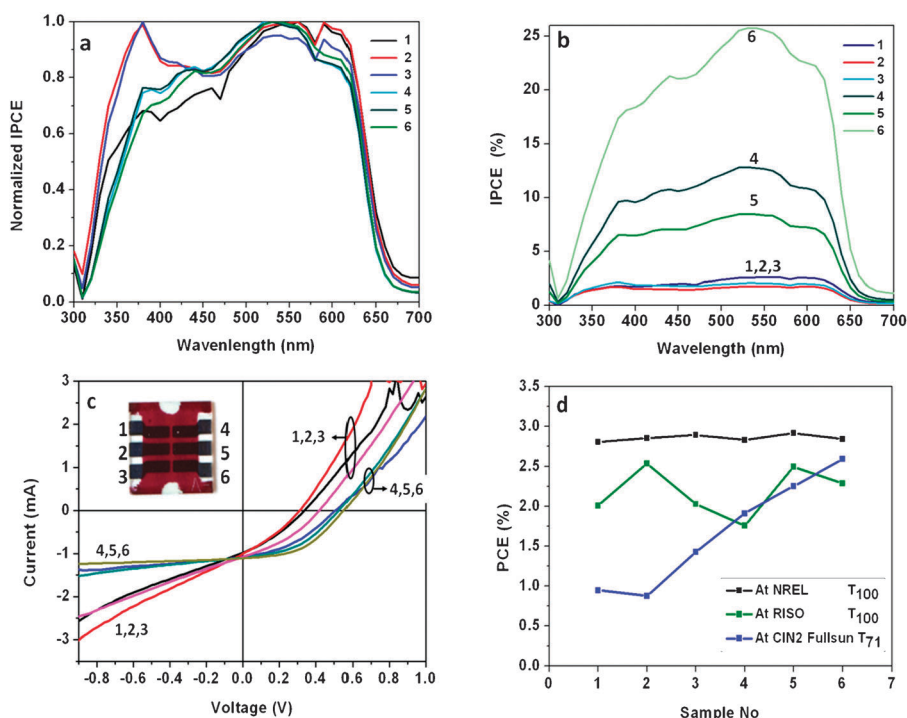 a
1
2
3
4
5
6
Normalized IPCE
1.0
0.8
0.6
0.4
0.2
0.0
300 350 400 450 500 550 600 650 700
Wavenlength (nm)
b
1
2
3
4
5
6
6
4
5
1,2,3
IPCE (%)
25
20
15
10
5
0
300 350 400 450 500 550 600 650 700
Wavelength (nm)
c
1
2
3
4
5
6
1,2,3
4,5,6
4,5,6
1,2,3
Current (mA)
3
2
1
0
-1
-2
-3
-0.8 -0.6 -0.4 -0.2 0.0 0.2 0.4 0.6 0.8 1.0
Voltage (V)
d
PCE (%)
3.5
3.0
2.5
2.0
1.5
1.0
0.5
0.0
At NREL T100
At RISO T100
At CIN2 Fullsun T71
0 1 2 3 4 5 6 7
Sample No